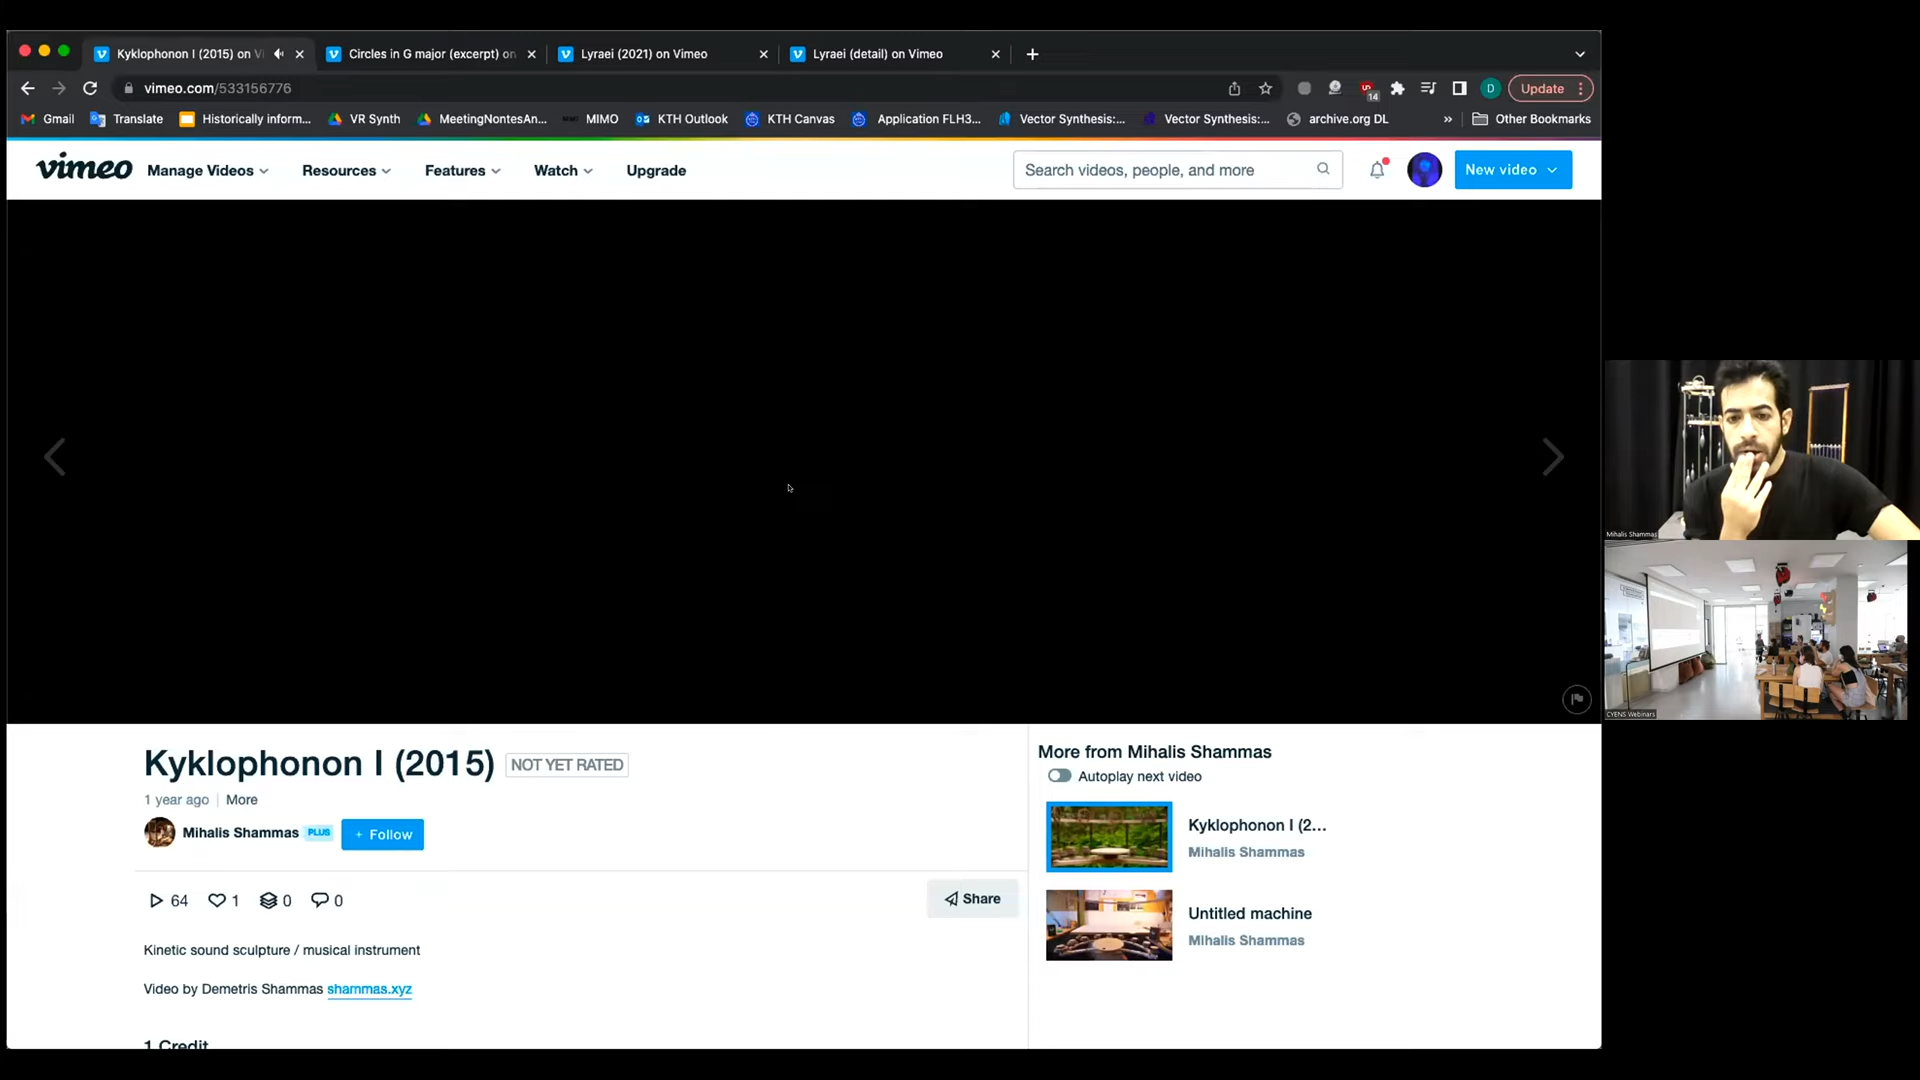 Kyklophonon I (2015) on V
Circles in G major (excerpt) on
Lyraei (2021) on Vimeo
Lyraei (detail) on Vimeo
vimeo.com/533156776
14
D
Update
Gmail
Translate
Historically inform...
VR Synth
MeetingNontesAn...
MIMO
KTH Outlook
KTH Canvas
Application FLH3...
Vector Synthesis:...
Vector Synthesis:...
archive.org DL
»
Other Bookmarks
vimeo
Manage Videos
Resources
Features
Watch
Upgrade
Search videos, people, and more
New video
Mihalis Shammas
CYENS Webinars
Kyklophonon I (2015)
NOT YET RATED
1 year ago
More
Mihalis Shammas
PLUS
+ Follow
64
1
0
0
Share
Kinetic sound sculpture / musical instrument
Video by Demetris Shammas shammas.xyz
1 Credit
More from Mihalis Shammas
Autoplay next video
Kyklophonon I (2...
Mihalis Shammas
Untitled machine
Mihalis Shammas